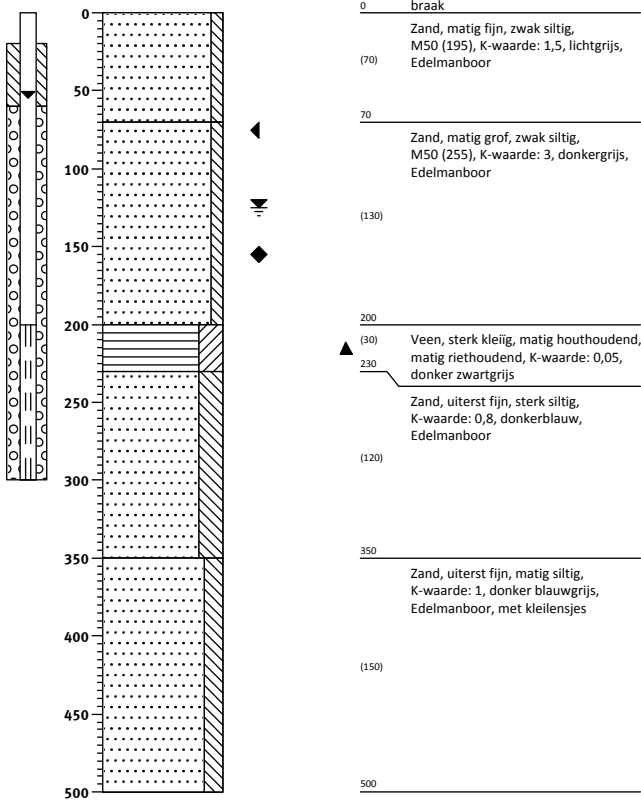 0
50
100
150
200
250
300
350
400
450
500
0 braak
Zand, matig fijn, zwak siltig,
M50 (195), K-waarde: 1,5, lichtgrijs,
(70) Edelmanboor
70
Zand, matig grof, zwak siltig,
M50 (255), K-waarde: 3, donkergrijs,
Edelmanboor
(130)
200
(30) Veen, sterk kleiïg, matig houthoudend,
matig riethoudend, K-waarde: 0,05,
230 donker zwartgrijs
Zand, uiterst fijn, sterk siltig,
K-waarde: 0,8, donkerblauw,
Edelmanboor
(120)
350
Zand, uiterst fijn, matig siltig,
K-waarde: 1, donker blauwgrijs,
Edelmanboor, met kleilensjes
(150)
500